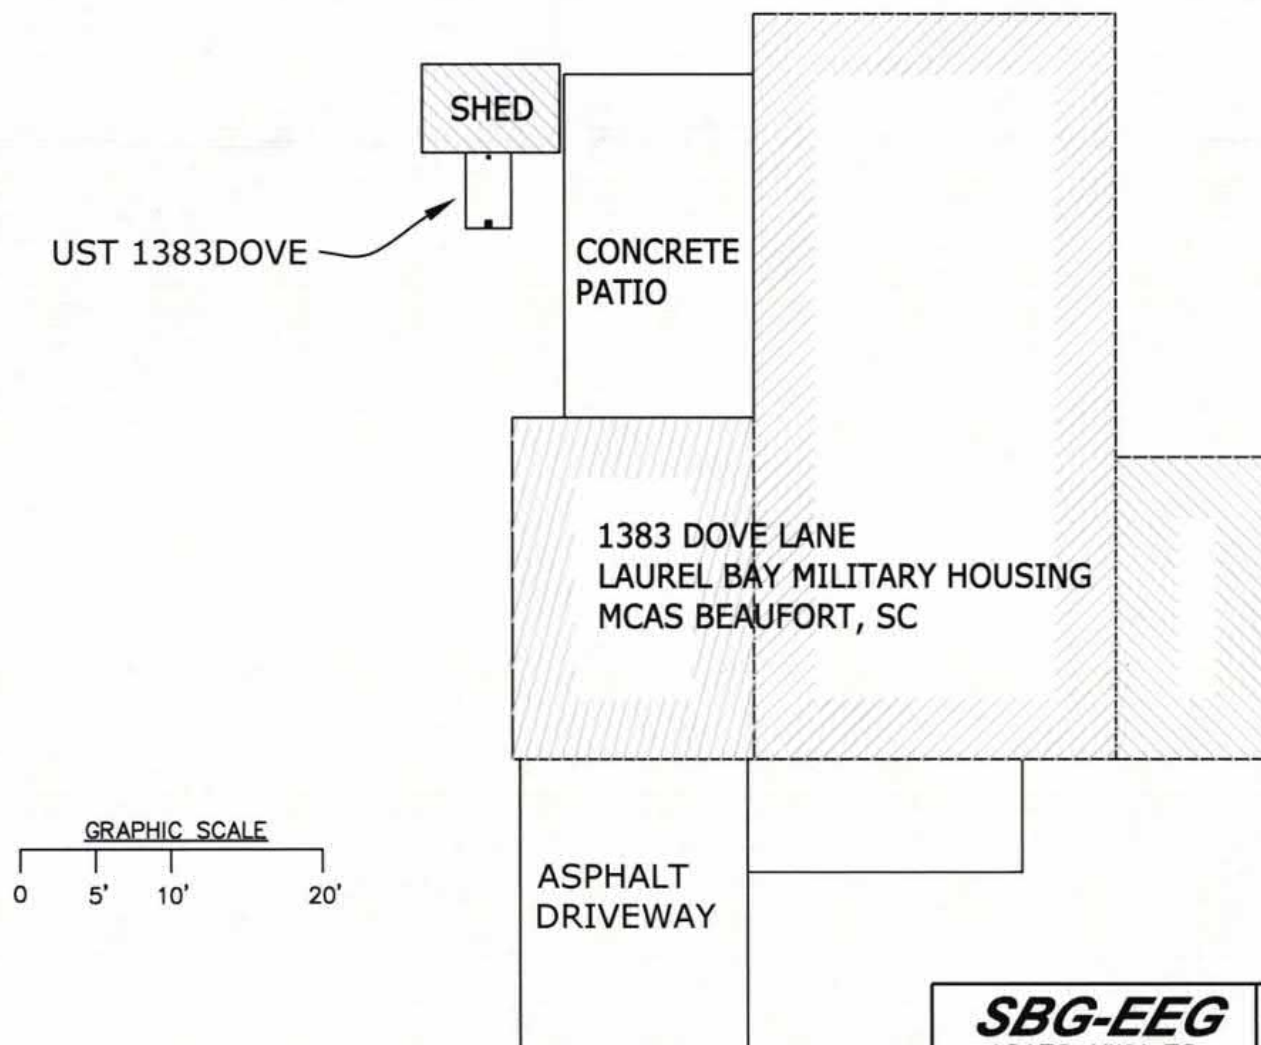 SHED
UST 1383DOVE
CONCRETE
PATIO
1383 DOVE LANE
LAUREL BAY MILITARY HOUSING
MCAS BEAUFORT, SC
GRAPHIC SCALE
0 5' 10' 20'
ASPHALT
DRIVEWAY
SBG-EEG